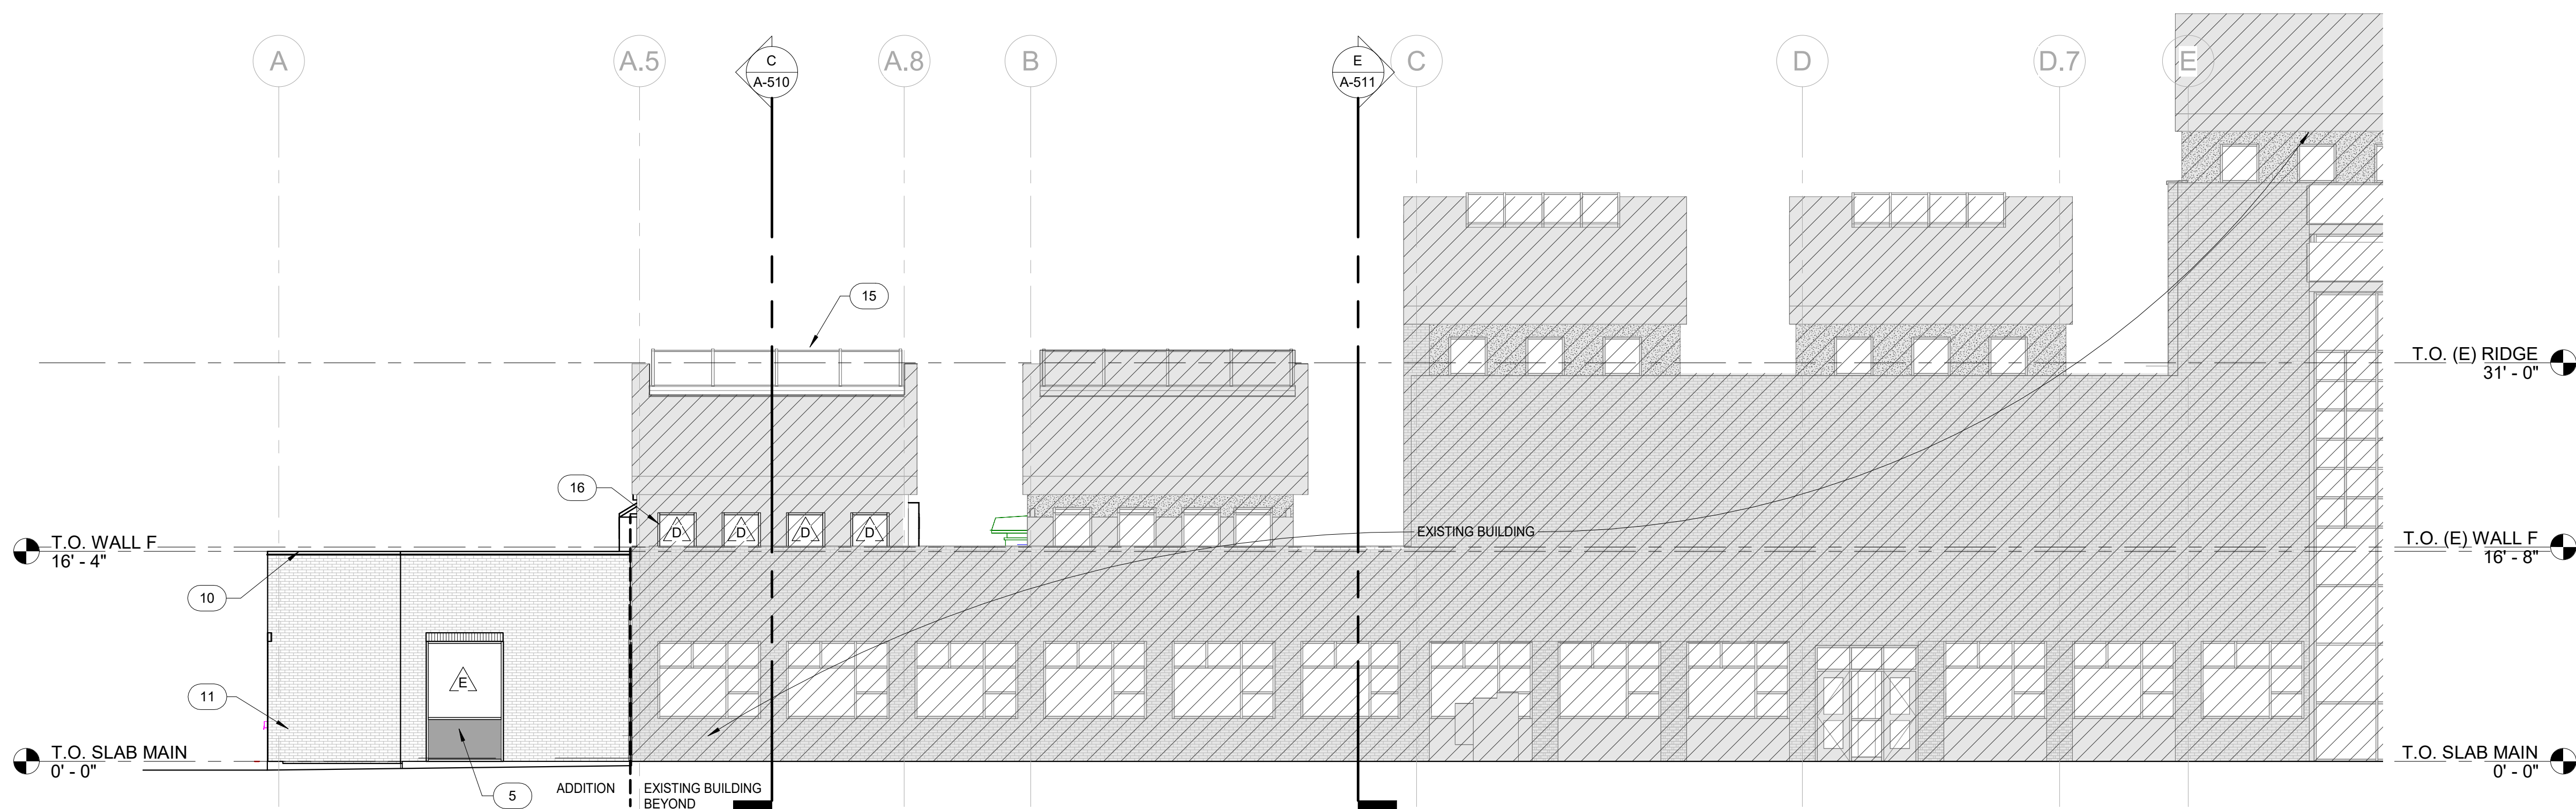 A
A.5
C
A-510
A.8
B
E
A-511
C
D
D.7
E
15
T.O. (E) RIDGE
31' - 0"
16
D
D
D
D
EXISTING BUILDING
T.O. WALL F
16' - 4"
T.O. (E) WALL F
16' - 8"
10
E
11
T.O. SLAB MAIN
0' - 0"
T.O. SLAB MAIN
0' - 0"
5
ADDITION
EXISTING BUILDING
BEYOND